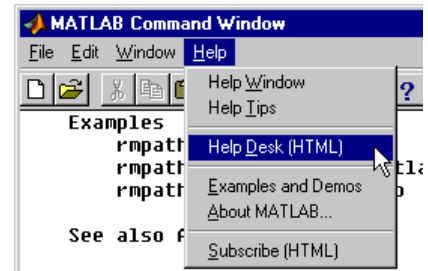 MATLAB Command Window
File Edit Window Help
Help Window
Help Tips
Examples
rmpath
Help Desk (HTML)
rmpath
rmpath
Examples and Demos
About MATLAB...
See also
Subscribe (HTML)